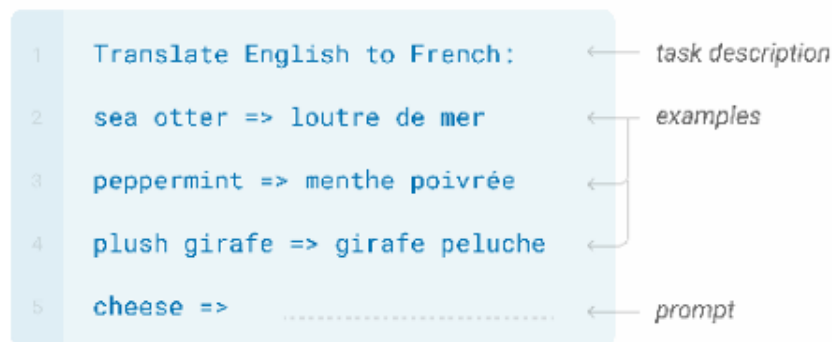 1 Translate English to French: task description
2 sea otter => loutre de mer examples
3 peppermint => menthe poivrée
4 plush girafe => girafe peluche
5 cheese => prompt